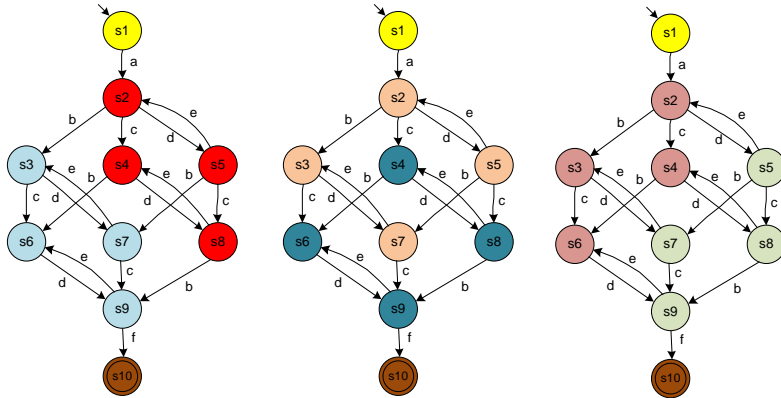 s1 s1 s1
a a a
s2 s2 s2
b c d e b c d e b c d e
s3 s4 s5 s3 s4 s5 s3 s4 s5
c d e b d e b c c d e b d e b c c d e b d e b c
s6 s7 s8 s6 s7 s8 s6 s7 s8
d e c b d e c b d e c b
s9 s9 s9
f f f
s10 s10 s10